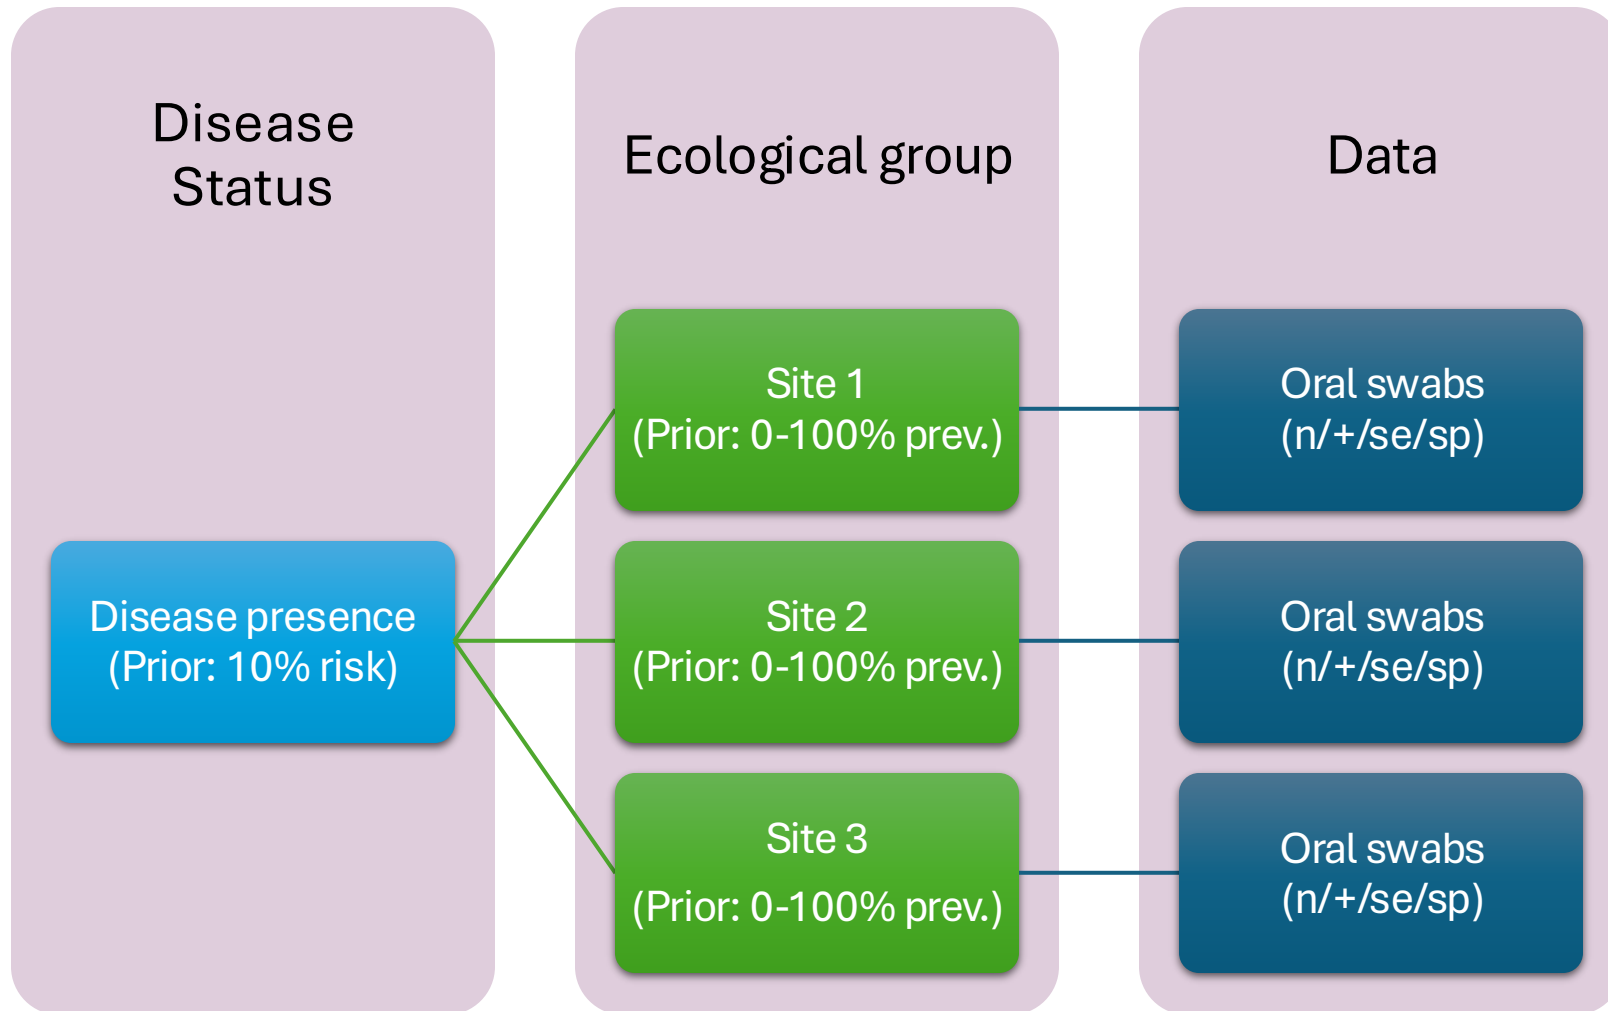 Disease
Status
Ecological group
Data
Disease presence
(Prior: 10% risk)
Site 1
(Prior: 0-100% prev.)
Oral swabs
(n/+/se/sp)
Site 2
(Prior: 0-100% prev.)
Oral swabs
(n/+/se/sp)
Site 3
(Prior: 0-100% prev.)
Oral swabs
(n/+/se/sp)